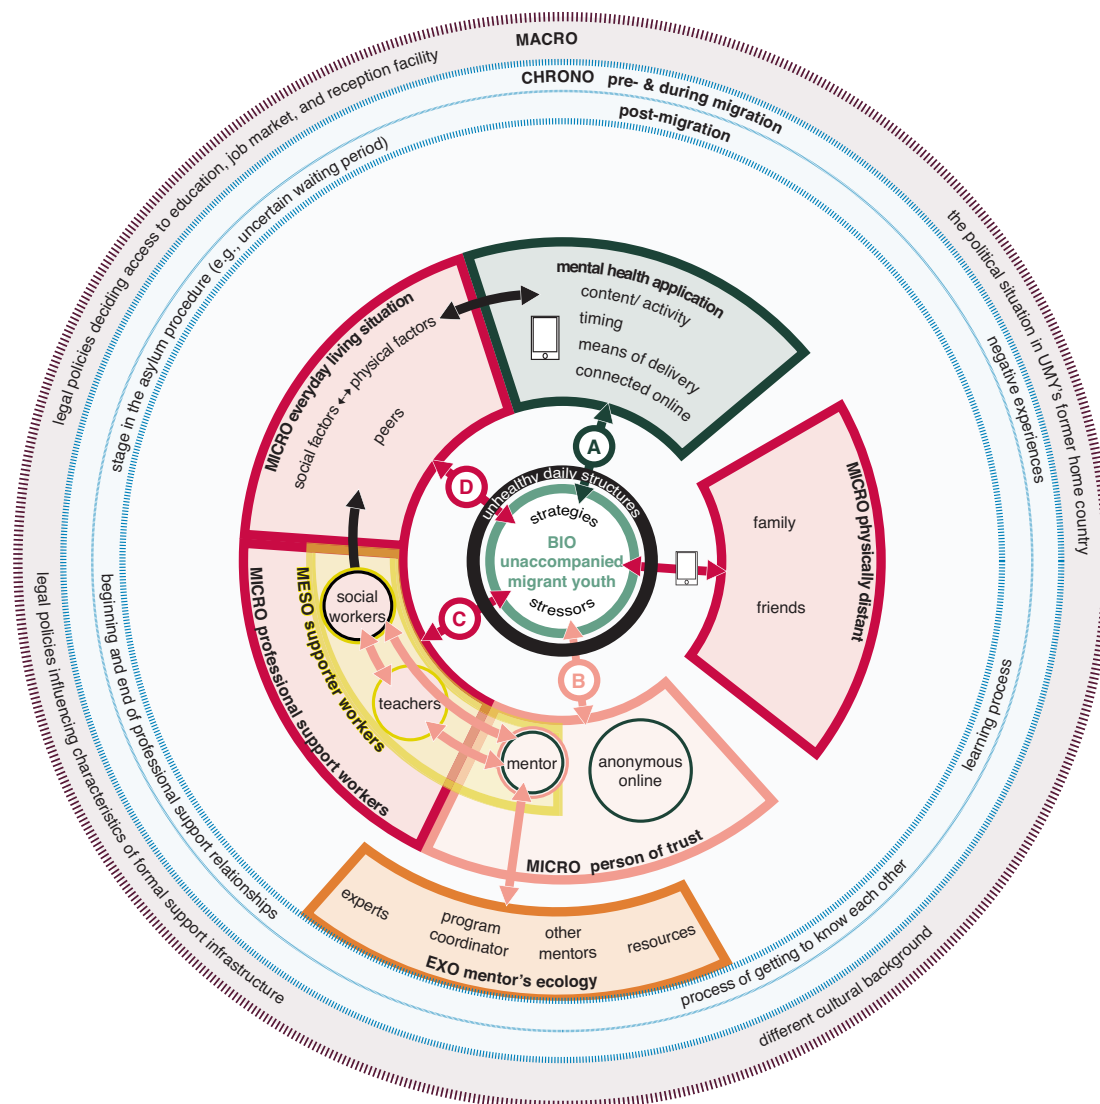 MACRO
CHRONO pre- & during migration
post-migration
legal policies deciding access to education, job market, and reception facility
stage in the asylum procedure (e.g., uncertain waiting period)
the political situation in UMY's former home country
negative experiences
mental health application
content/ activity
timing
means of delivery
connected online
MICRO everyday living situation
social factors ↔ physical factors
peers
A
D
unhealthy daily structures
strategies
BIO
unaccompanied
migrant youth
stressors
family
friends
MICRO physically distant
C
B
social
workers
teachers
MESO supporter workers
MICRO professional support workers
mentor
anonymous
online
MICRO person of trust
experts
program
coordinator
other
mentors
resources
EXO mentor's ecology
beginning and end of professional support relationships
legal policies influencing characteristics of formal support infrastructure
learning process
process of getting to know each other
different cultural background